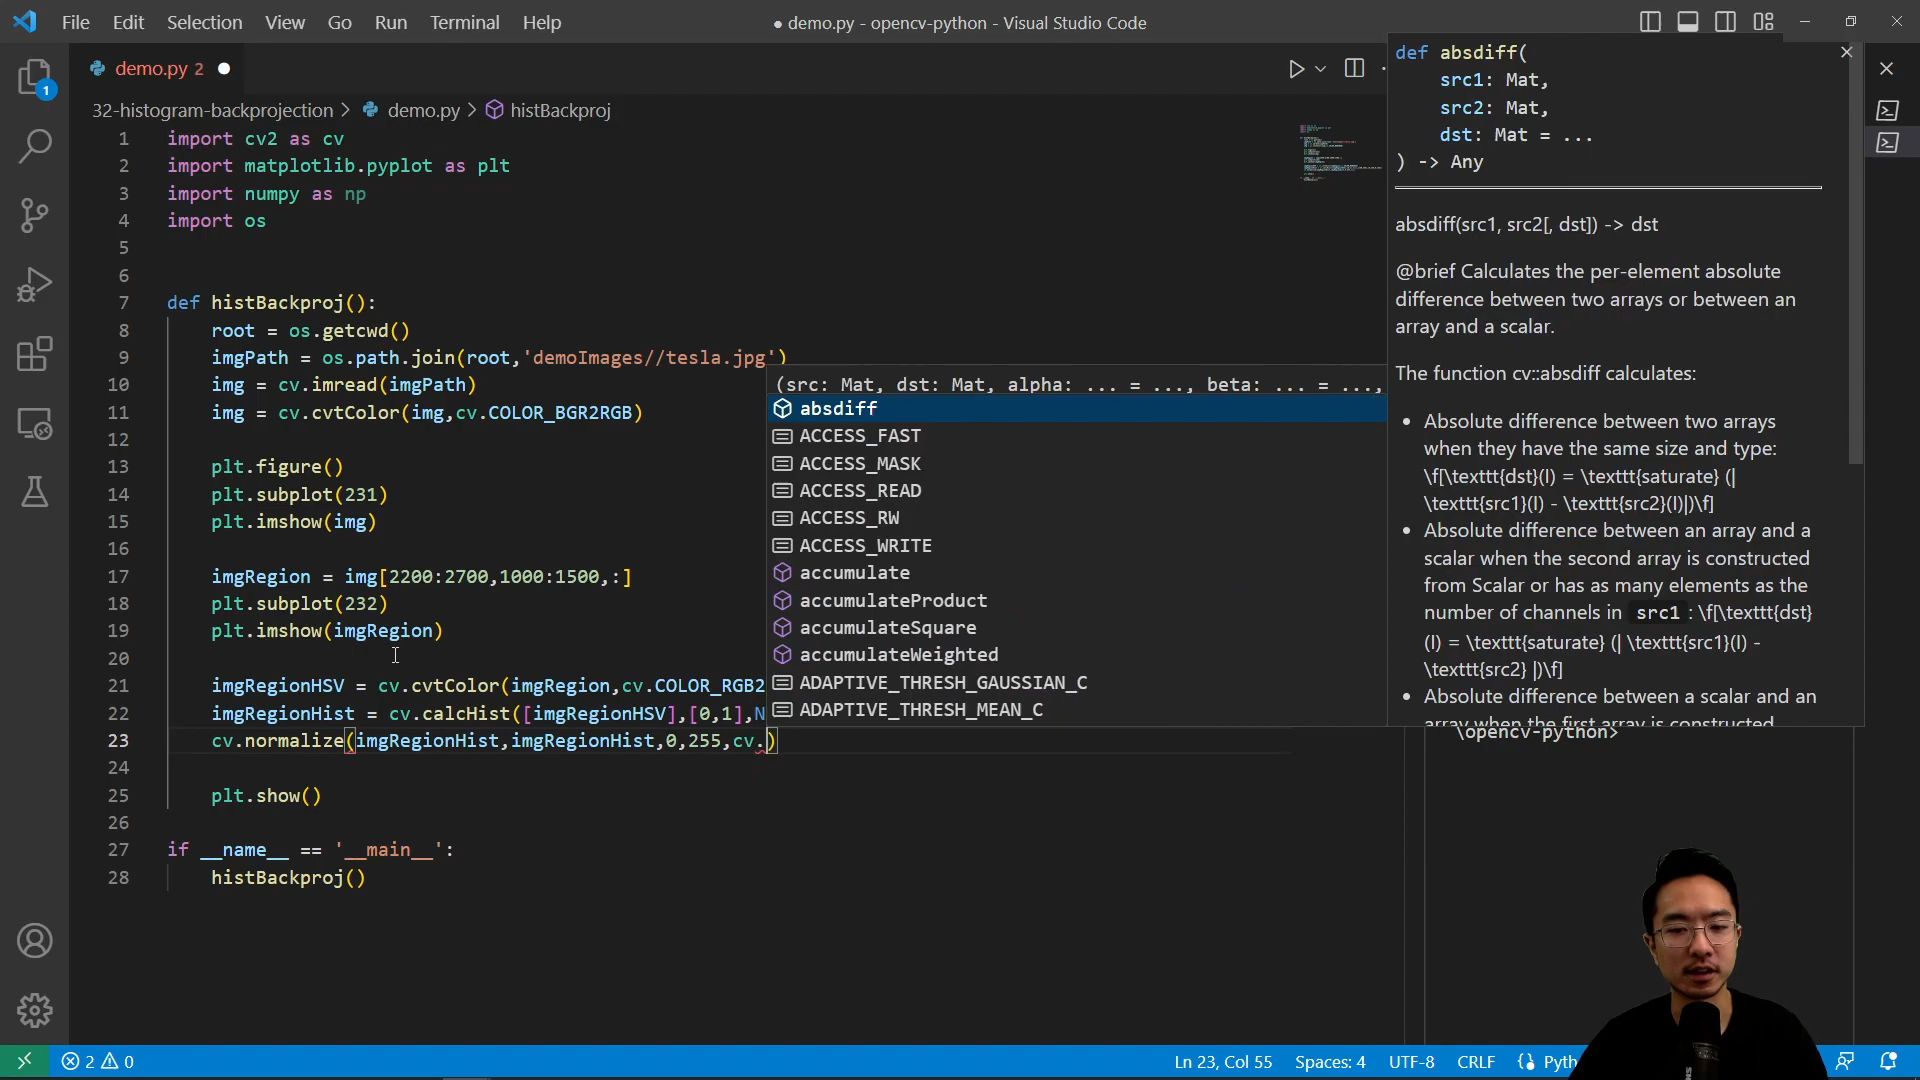 File Edit Selection View Go Run Terminal Help
● demo.py - opencv-python - Visual Studio Code
demo.py 2
32-histogram-backprojection > demo.py > histBackproj
1 import cv2 as cv
2 import matplotlib.pyplot as plt
3 import numpy as np
4 import os
5
6
7 def histBackproj():
8 root = os.getcwd()
9 imgPath = os.path.join(root,'demoImages//tesla.jpg')
10 img = cv.imread(imgPath)
11 img = cv.cvtColor(img,cv.COLOR_BGR2RGB)
12
13 plt.figure()
14 plt.subplot(231)
15 plt.imshow(img)
16
17 imgRegion = img[2200:2700,1000:1500,:]
18 plt.subplot(232)
19 plt.imshow(imgRegion)
20
21 imgRegionHSV = cv.cvtColor(imgRegion,cv.COLOR_RGB2
22 imgRegionHist = cv.calcHist([imgRegionHSV],[0,1],N
23 cv.normalize(imgRegionHist,imgRegionHist,0,255,cv.)
24
25 plt.show()
26
27 if __name__ == '__main__':
28 histBackproj()
(src: Mat, dst: Mat, alpha: ... = ..., beta: ... = ...,
absdiff
ACCESS_FAST
ACCESS_MASK
ACCESS_READ
ACCESS_RW
ACCESS_WRITE
accumulate
accumulateProduct
accumulateSquare
accumulateWeighted
ADAPTIVE_THRESH_GAUSSIAN_C
ADAPTIVE_THRESH_MEAN_C
def absdiff(
src1: Mat,
src2: Mat,
dst: Mat = ...
) -> Any
absdiff(src1, src2[, dst]) -> dst
@brief Calculates the per-element absolute
difference between two arrays or between an
array and a scalar.
The function cv::absdiff calculates:
• Absolute difference between two arrays
when they have the same size and type:
\f[\texttt{dst}(I) = \texttt{saturate} (|
\texttt{src1}(I) - \texttt{src2}(I)|)\f]
• Absolute difference between an array and a
scalar when the second array is constructed
from Scalar or has as many elements as the
number of channels in src1 : \f[\texttt{dst}
(I) = \texttt{saturate} (| \texttt{src1}(I) -
\texttt{src2} |)\f]
• Absolute difference between a scalar and an
array when the first array is constructed
\opencv-python>
1
2 0
Ln 23, Col 55 Spaces: 4 UTF-8 CRLF Pyth